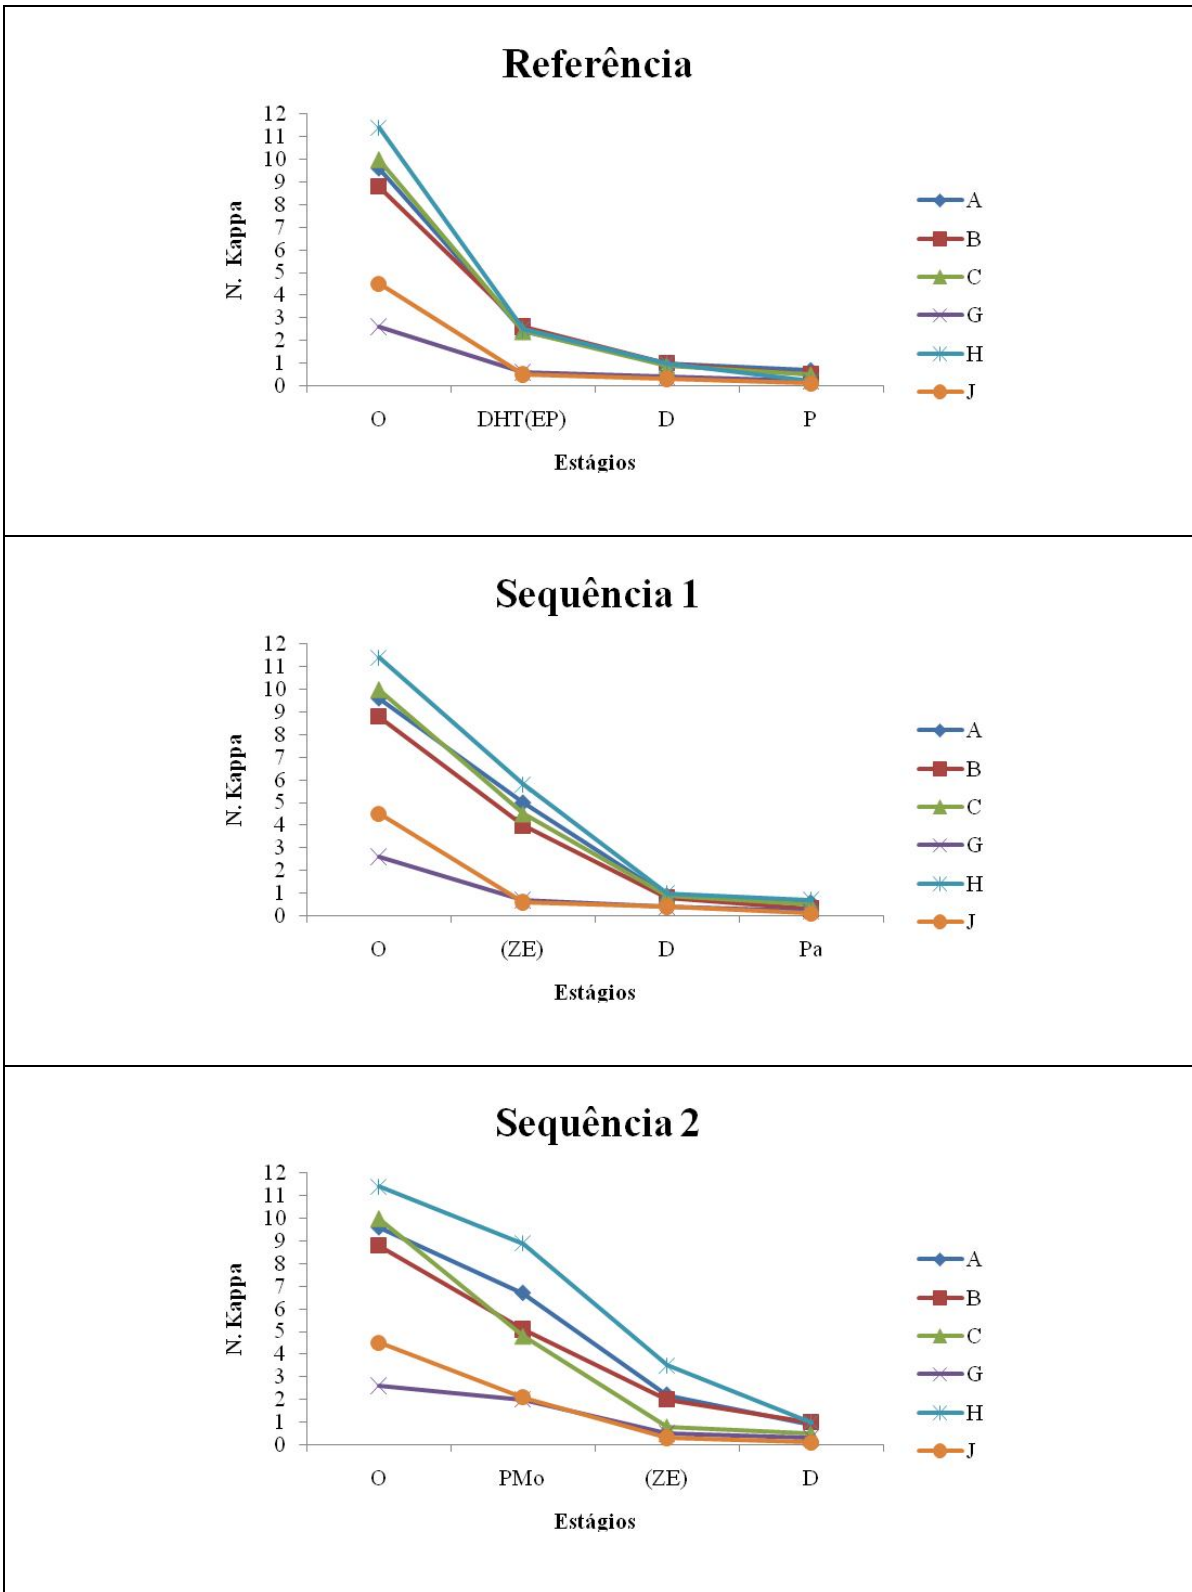 Referência
12
11
10
9
8
7
6
5
4
3
2
1
0
N. Kappa
O DHT(EP) D P
Estágios
A
B
C
G
H
J
Sequência 1
12
11
10
9
8
7
6
5
4
3
2
1
0
N. Kappa
O (ZE) D Pa
Estágios
A
B
C
G
H
J
Sequência 2
12
11
10
9
8
7
6
5
4
3
2
1
0
N. Kappa
O PMo (ZE) D
Estágios
A
B
C
G
H
J